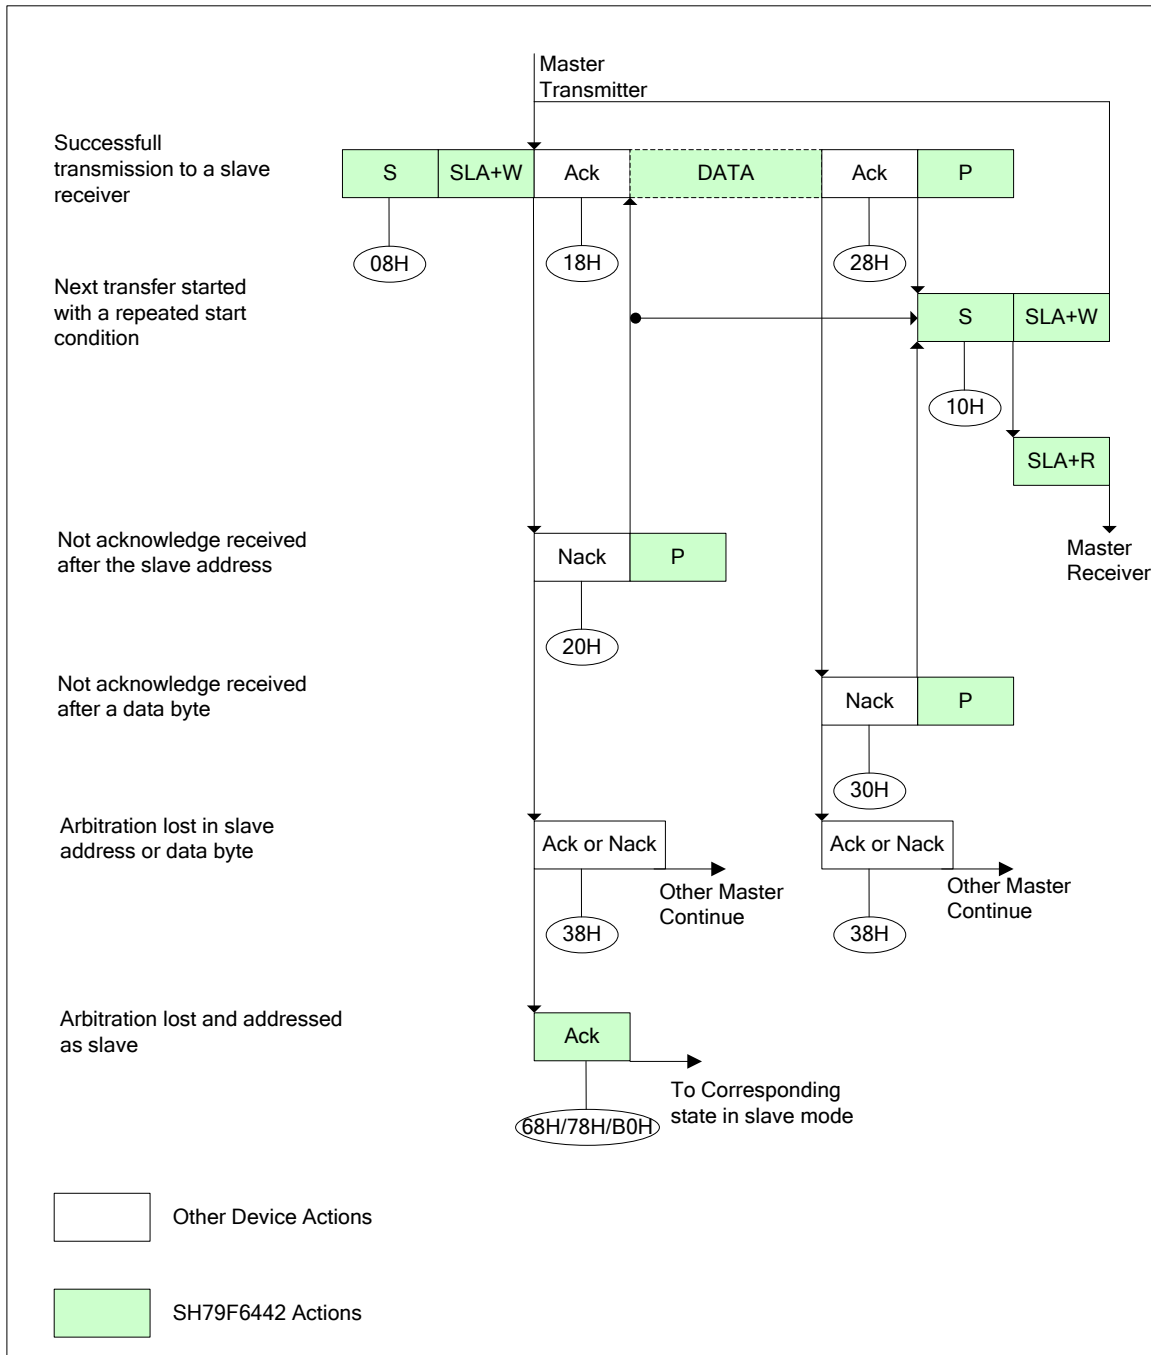 Master
Transmitter
Successfull
transmission to a slave
receiver
S
SLA+W
Ack
DATA
Ack
P
08H
18H
28H
Next transfer started
with a repeated start
condition
S
SLA+W
10H
SLA+R
Not acknowledge received
after the slave address
Nack
P
Master
Receiver
20H
Not acknowledge received
after a data byte
Nack
P
30H
Arbitration lost in slave
address or data byte
Ack or Nack
Ack or Nack
Other Master
Continue
Other Master
Continue
38H
38H
Arbitration lost and addressed
as slave
Ack
To Corresponding
state in slave mode
68H/78H/B0H
Other Device Actions
SH79F6442 Actions